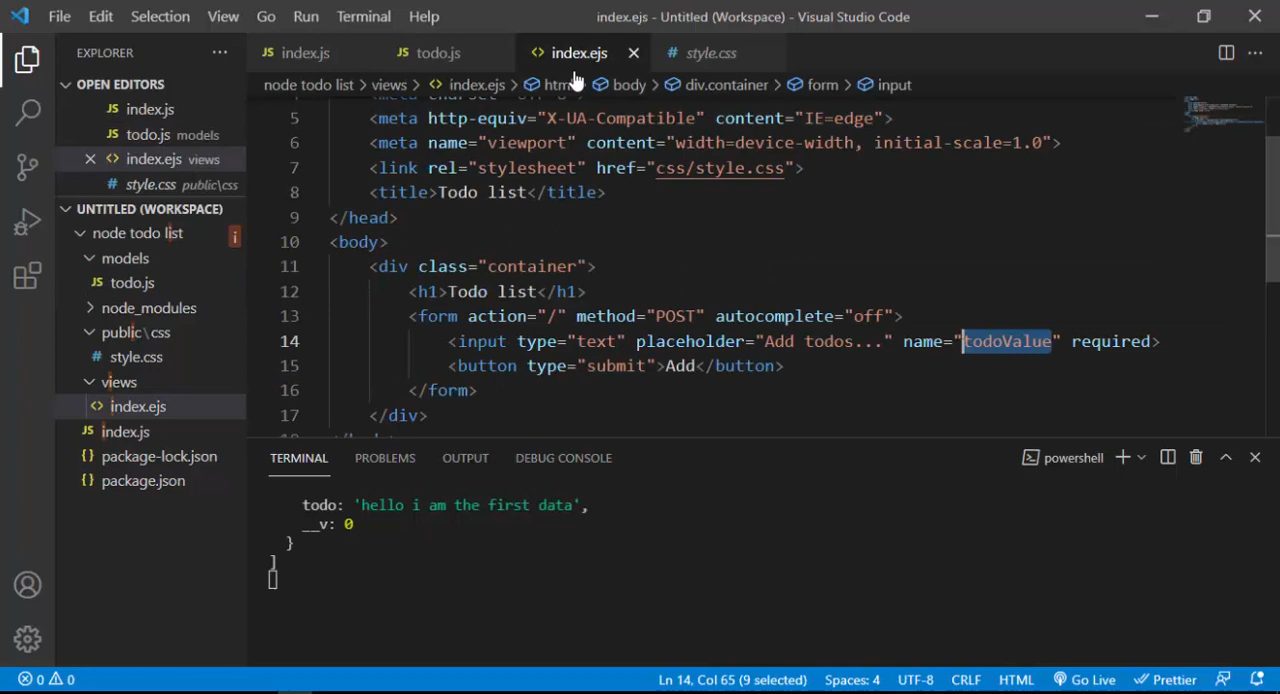 File Edit Selection View Go Run Terminal Help index.ejs - Untitled (Workspace) - Visual Studio Code
EXPLORER
OPEN EDITORS
index.js
todo.js models
index.ejs views
style.css public\css
UNTITLED (WORKSPACE)
node todo list
i
models
todo.js
node_modules
public\css
style.css
views
index.ejs
index.js
package-lock.json
package.json
JS index.js JS todo.js <> index.ejs # style.css
node todo list > views > <> index.ejs > html > body > div.container > form > input
5 <meta http-equiv="X-UA-Compatible" content="IE=edge">
6 <meta name="viewport" content="width=device-width, initial-scale=1.0">
7 <link rel="stylesheet" href="css/style.css">
8 <title>Todo list</title>
9 </head>
10 <body>
11 <div class="container">
12 <h1>Todo list</h1>
13 <form action="/" method="POST" autocomplete="off">
14 <input type="text" placeholder="Add todos..." name="todoValue" required>
15 <button type="submit">Add</button>
16 </form>
17 </div>
TERMINAL PROBLEMS OUTPUT DEBUG CONSOLE powershell
todo: 'hello i am the first data',
__v: 0
}
]
0 0 Ln 14, Col 65 (9 selected) Spaces: 4 UTF-8 CRLF HTML Go Live Prettier